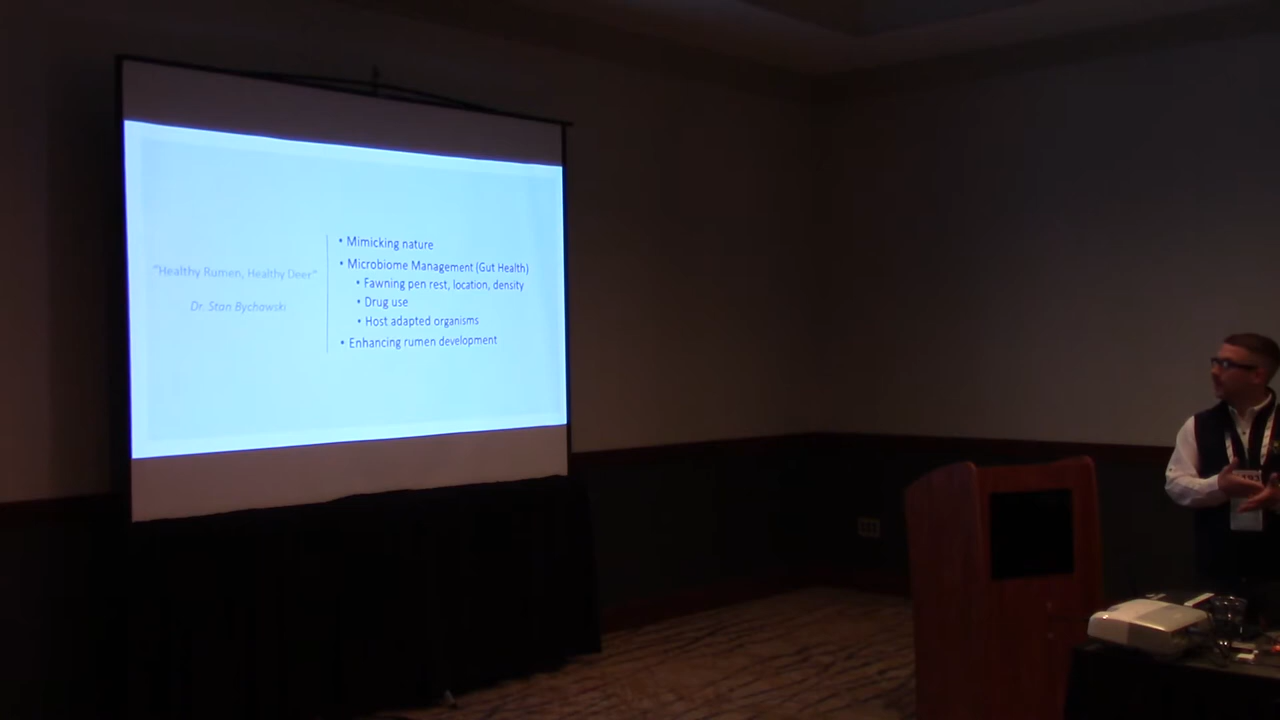 "Healthy Rumen, Healthy Deer"
Dr. Stan Bychawski
• Mimicking nature
• Microbiome Management (Gut Health)
• Fawning pen rest, location, density
• Drug use
• Host adapted organisms
• Enhancing rumen development